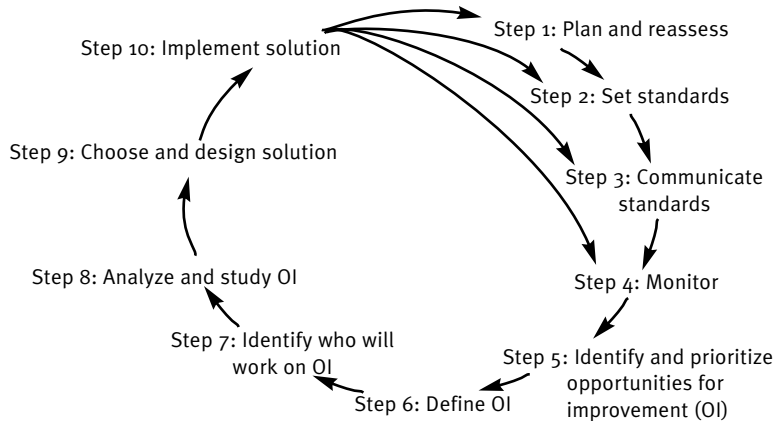 Step 1: Plan and reassess
Step 2: Set standards
Step 3: Communicate
standards
Step 4: Monitor
Step 5: Identify and prioritize
opportunities for
improvement (OI)
Step 6: Define OI
Step 7: Identify who will
work on OI
Step 8: Analyze and study OI
Step 9: Choose and design solution
Step 10: Implement solution